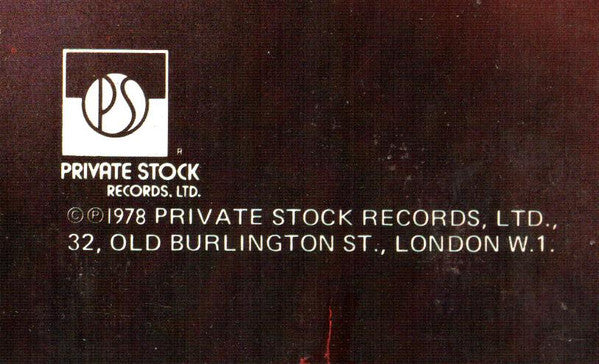 PS
R
PRIVATE STOCK
RECORDS, LTD.
©℗1978 PRIVATE STOCK RECORDS, LTD.,
32, OLD BURLINGTON ST., LONDON W.1.